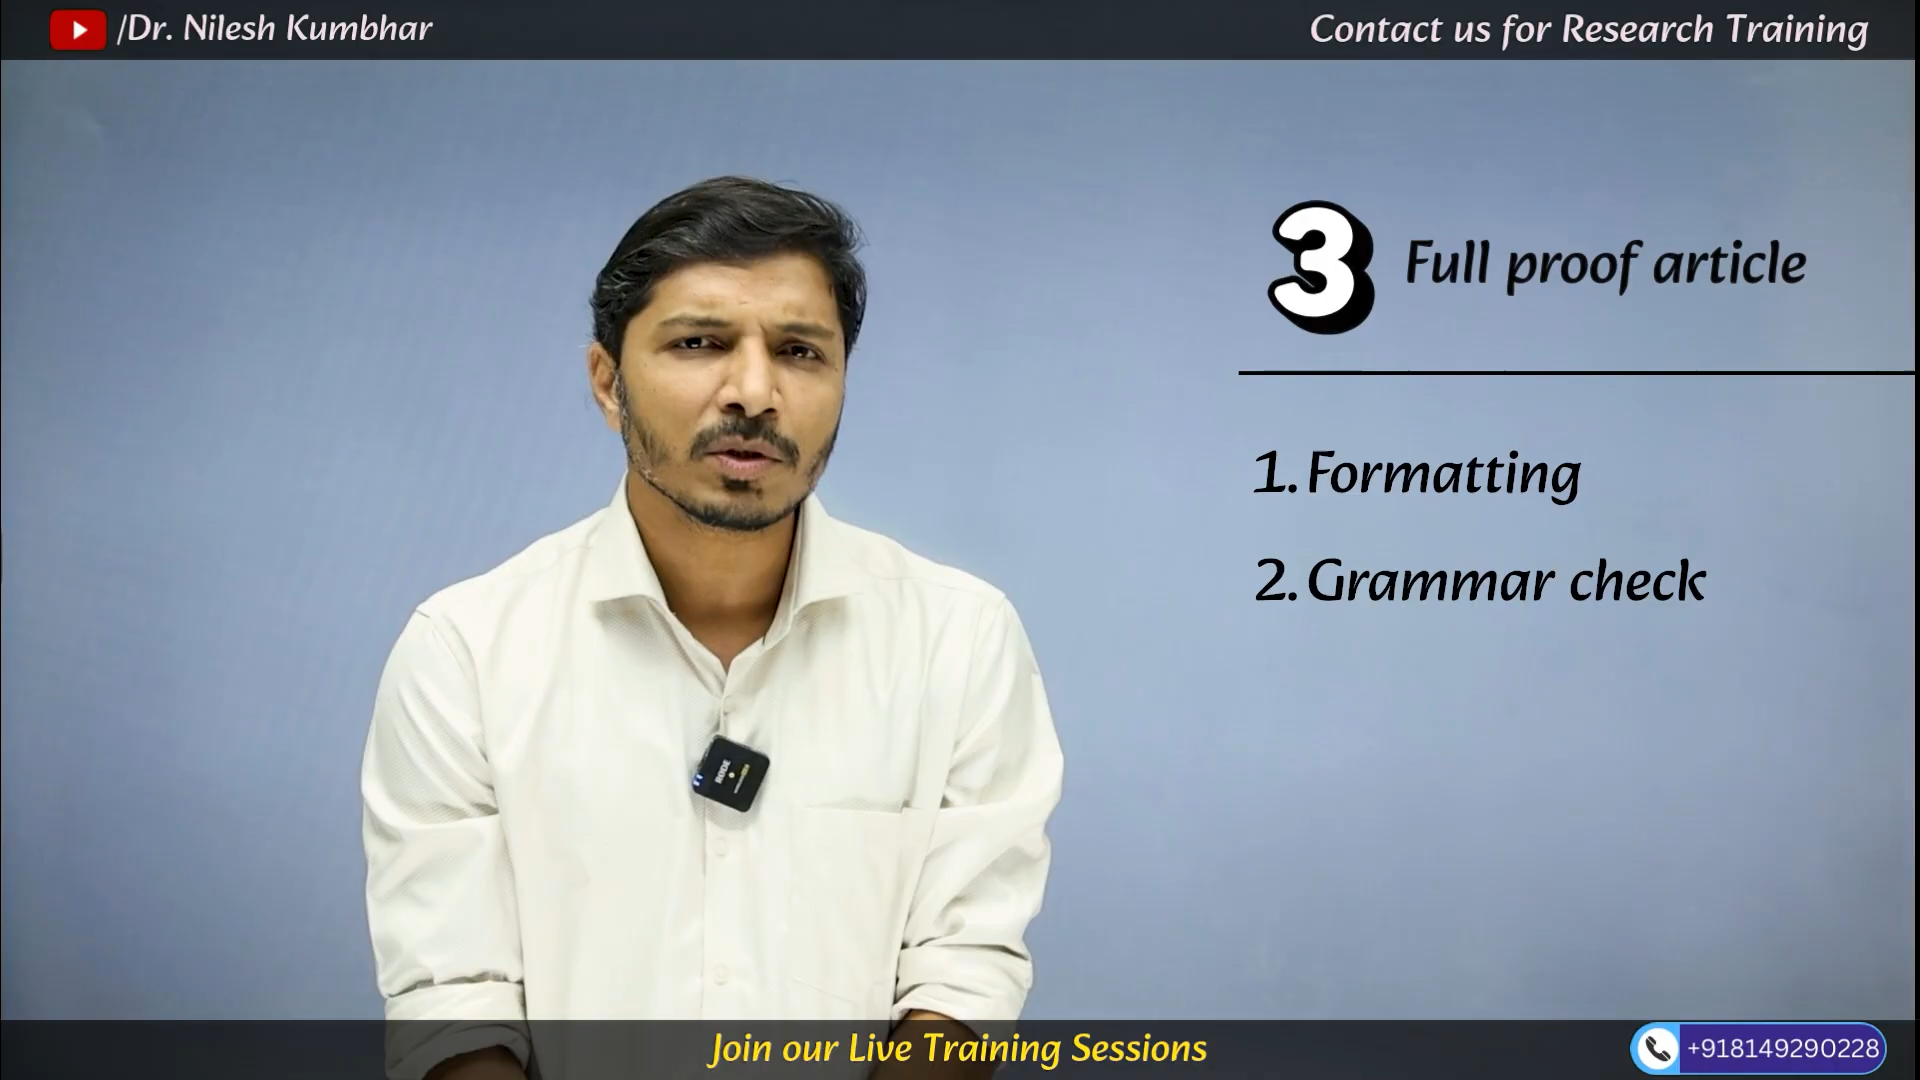 /Dr. Nilesh Kumbhar
Contact us for Research Training
3 Full proof article
1. Formatting
2. Grammar check
RØDE
Join our Live Training Sessions
+918149290228